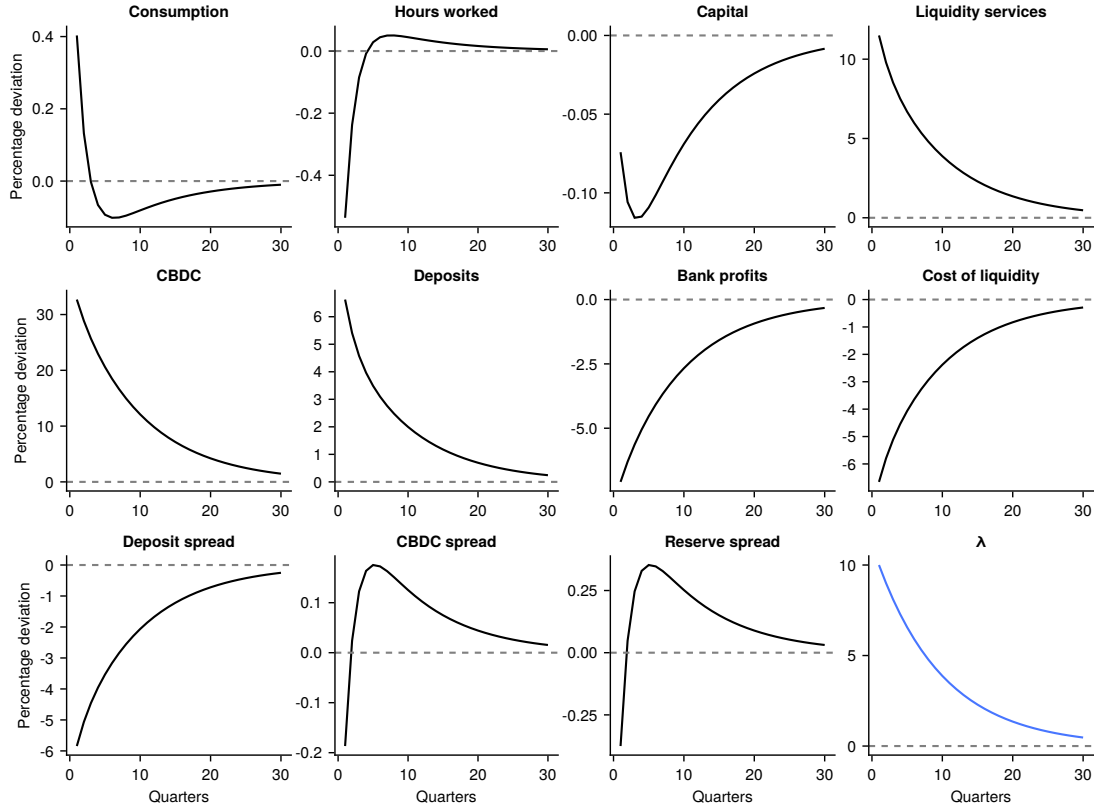 Consumption
Hours worked
Capital
Liquidity services
Percentage deviation
0.4
0.2
0.0
0 10 20 30
0.0
-0.2
-0.4
0 10 20 30
0.00
-0.05
-0.10
0 10 20 30
10
5
0
0 10 20 30
CBDC
Deposits
Bank profits
Cost of liquidity
Percentage deviation
30
20
10
0
0 10 20 30
6
5
4
3
2
1
0
0 10 20 30
0.0
-2.5
-5.0
0 10 20 30
0
-1
-2
-3
-4
-5
-6
0 10 20 30
Deposit spread
CBDC spread
Reserve spread
λ
Percentage deviation
0
-1
-2
-3
-4
-5
-6
0 10 20 30
Quarters
0.1
0.0
-0.1
-0.2
0 10 20 30
Quarters
0.25
0.00
-0.25
0 10 20 30
Quarters
10
5
0
0 10 20 30
Quarters